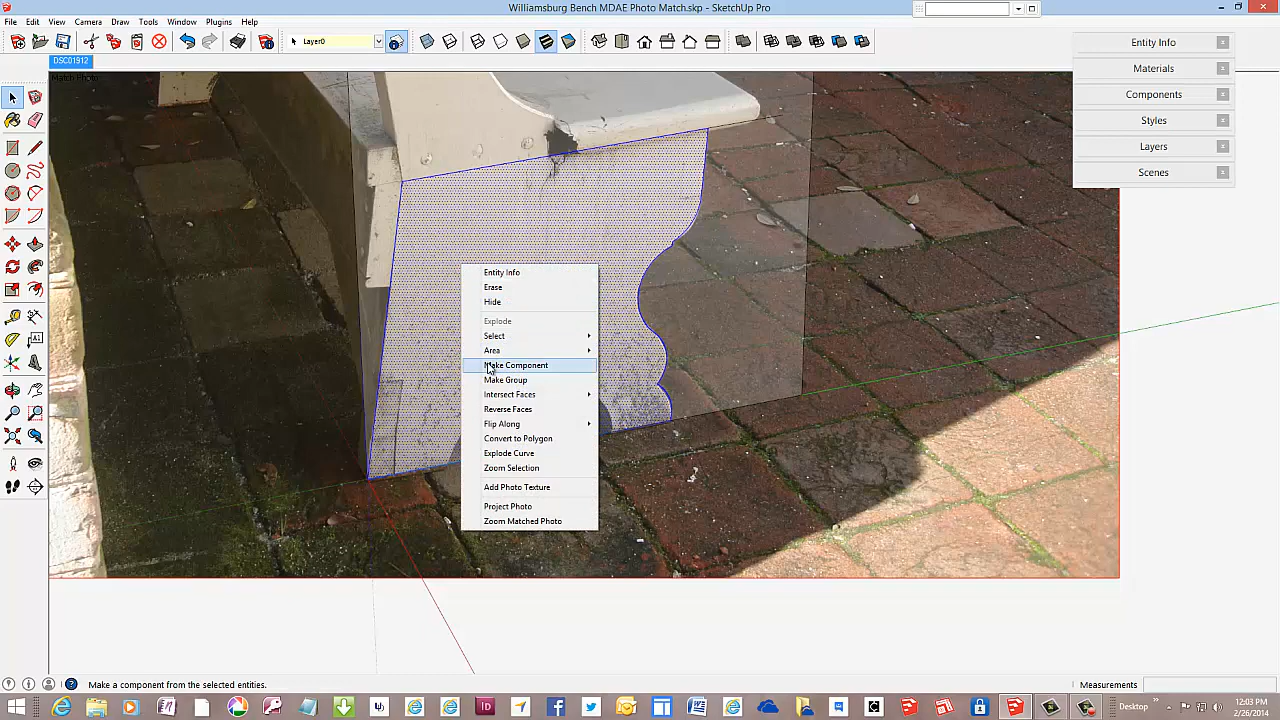 Williamsburg Bench MDAE Photo Match.skp - SketchUp Pro
File Edit View Camera Draw Tools Window Plugins Help
Layer0
DSC01912
Match Photo
Entity Info
Materials
Components
Styles
Layers
Scenes
Entity Info
Erase
Hide
Explode
Select
Area
Make Component
Make Group
Intersect Faces
Reverse Faces
Flip Along
Convert to Polygon
Explode Curve
Zoom Selection
Add Photo Texture
Project Photo
Zoom Matched Photo
Make a component from the selected entities.
Measurements
Desktop
12:03 PM
2/26/2014